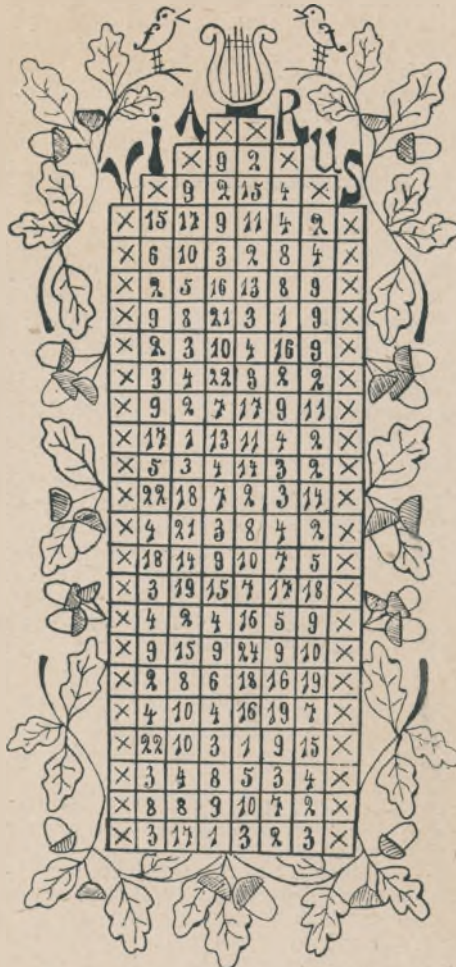 VIARUS
× ×
× 9 2 ×
× 9 2 15 4 ×
× 15 17 9 11 4 2 ×
× 6 10 3 2 8 4 ×
× 2 5 16 13 8 9 ×
× 9 8 21 3 1 9 ×
× 2 3 10 4 16 9 ×
× 3 4 22 3 2 2 ×
× 9 2 7 17 9 11 ×
× 17 1 13 11 4 2 ×
× 5 3 4 17 3 2 ×
× 22 18 7 2 3 14 ×
× 4 21 3 8 4 2 ×
× 18 14 9 10 7 5 ×
× 3 19 15 7 17 18 ×
× 4 2 4 16 5 9 ×
× 9 15 9 24 9 10 ×
× 2 8 6 18 16 19 ×
× 4 10 4 16 19 7 ×
× 22 10 3 1 9 15 ×
× 3 4 8 5 3 4 ×
× 8 8 9 10 7 2 ×
× 3 17 1 3 2 3 ×